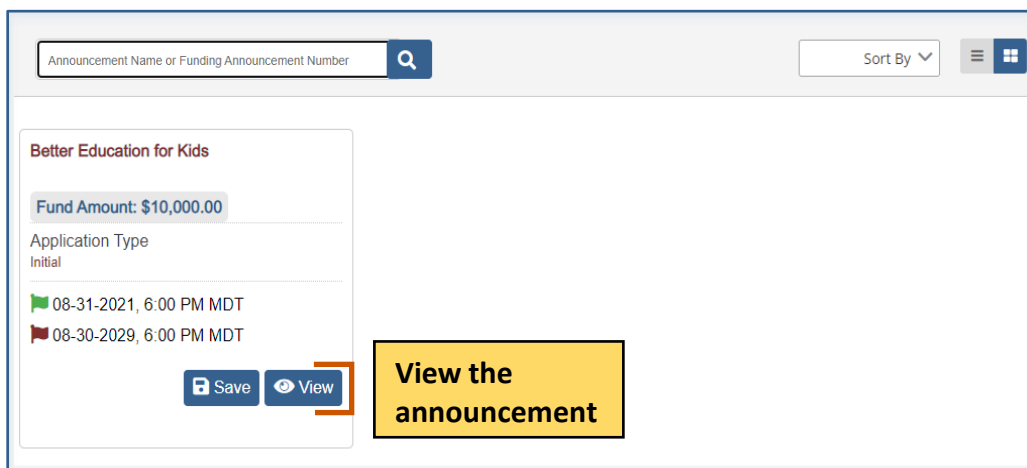 Announcement Name or Funding Announcement Number
Sort By
Better Education for Kids
Fund Amount: $10,000.00
Application Type
Initial
08-31-2021, 6:00 PM MDT
08-30-2029, 6:00 PM MDT
Save View
View the
announcement